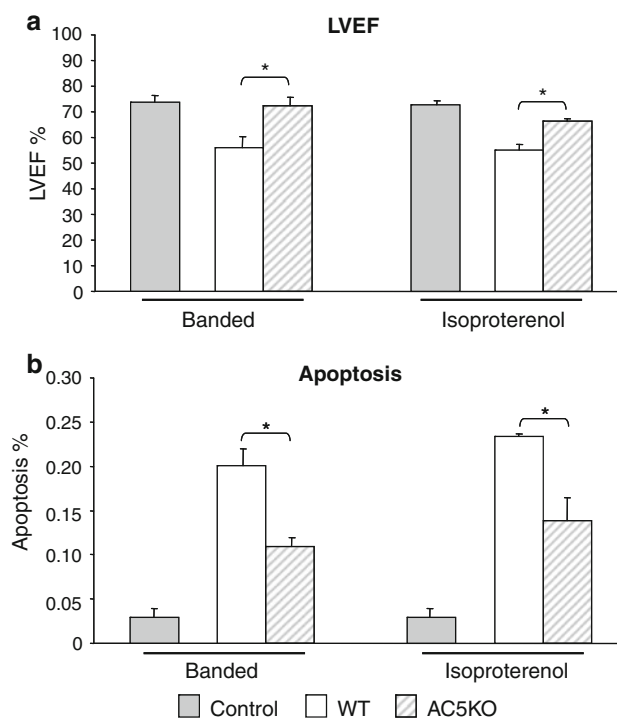 a
LVEF
100
90
80
70
60
50
40
30
20
10
0
LVEF %
*
*
Banded
Isoproterenol
b
Apoptosis
0.30
0.25
0.20
0.15
0.10
0.05
0
Apoptosis %
*
*
Banded
Isoproterenol
Control WT AC5KO